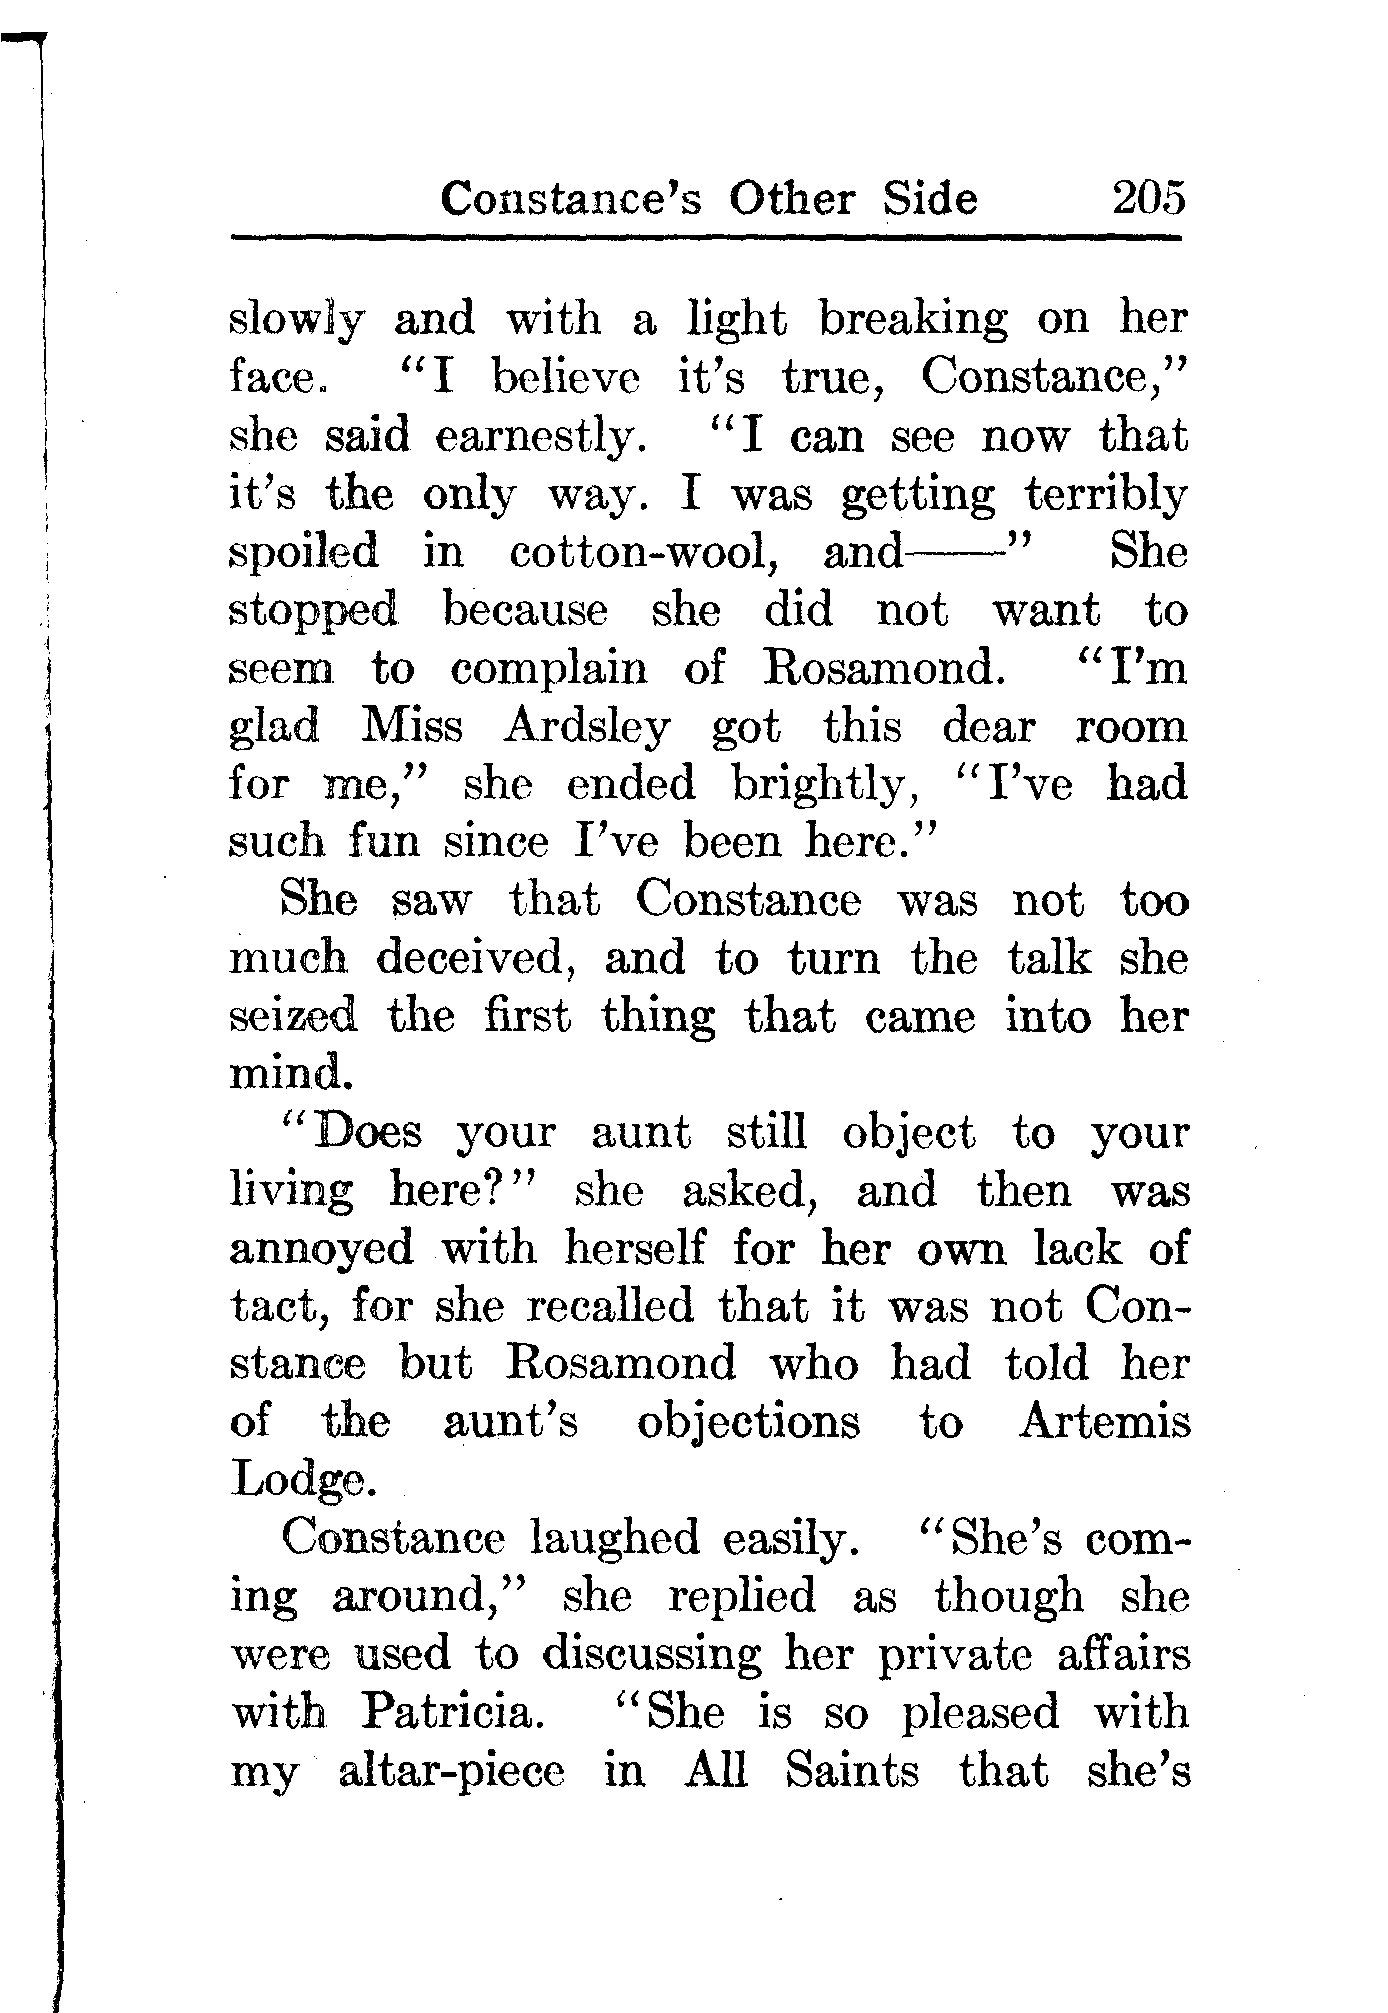 Constance's Other Side 205
slowly and with a light breaking on her
face. "I believe it's true, Constance,"
she said earnestly. "I can see now that
it's the only way. I was getting terribly
spoiled in cotton-wool, and——" She
stopped because she did not want to
seem to complain of Rosamond. "I'm
glad Miss Ardsley got this dear room
for me," she ended brightly, "I've had
such fun since I've been here."
She saw that Constance was not too
much deceived, and to turn the talk she
seized the first thing that came into her
mind.
"Does your aunt still object to your
living here?" she asked, and then was
annoyed with herself for her own lack of
tact, for she recalled that it was not Con-
stance but Rosamond who had told her
of the aunt's objections to Artemis
Lodge.
Constance laughed easily. "She's com-
ing around," she replied as though she
were used to discussing her private affairs
with Patricia. "She is so pleased with
my altar-piece in All Saints that she's